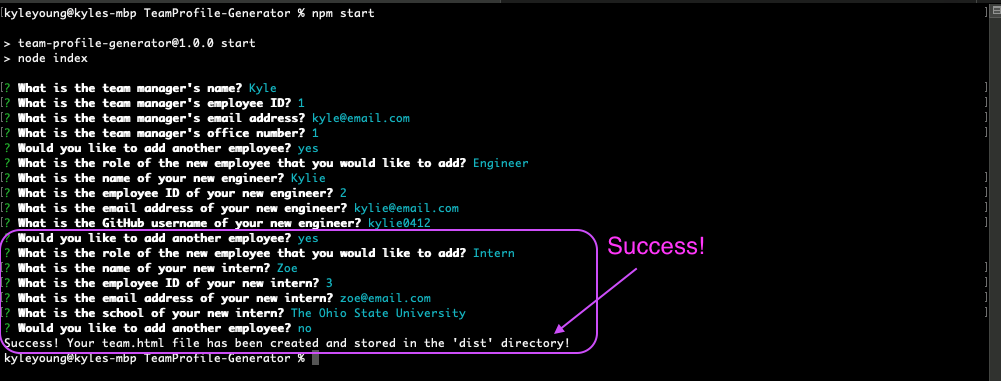 [kyleyoung@kyles-mbp TeamProfile-Generator % npm start ]
> team-profile-generator@1.0.0 start
> node index
[? What is the team manager's name? Kyle ]
[? What is the team manager's employee ID? 1 ]
[? What is the team manager's email address? kyle@email.com ]
[? What is the team manager's office number? 1 ]
? Would you like to add another employee? yes
? What is the role of the new employee that you would like to add? Engineer
[? What is the name of your new engineer? Kylie ]
[? What is the employee ID of your new engineer? 2 ]
[? What is the email address of your new engineer? kylie@email.com ]
[? What is the GitHub username of your new engineer? kylie0412 ]
? Would you like to add another employee? yes
Success!
? What is the role of the new employee that you would like to add? Intern
[? What is the name of your new intern? Zoe ]
[? What is the employee ID of your new intern? 3 ]
[? What is the email address of your new intern? zoe@email.com ]
[? What is the school of your new intern? The Ohio State University ]
? Would you like to add another employee? no
Success! Your team.html file has been created and stored in the 'dist' directory!
kyleyoung@kyles-mbp TeamProfile-Generator %